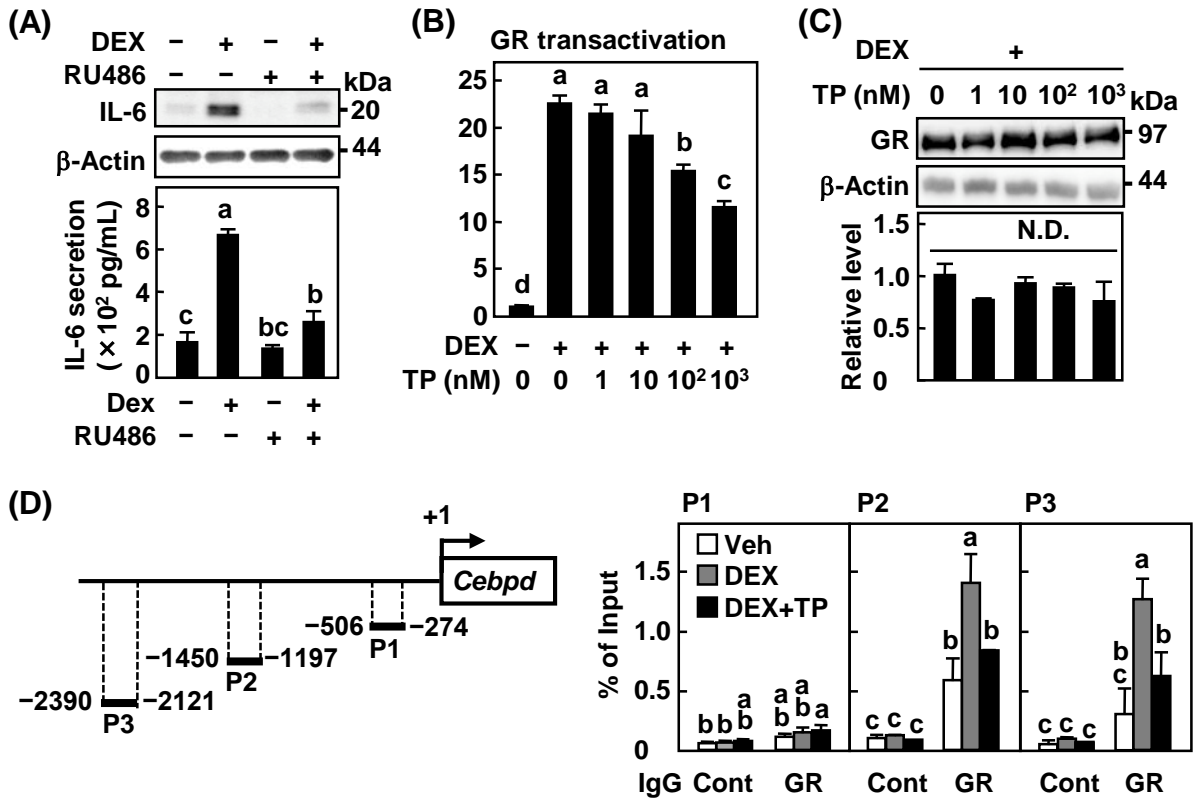 (A)
DEX − + − +
RU486 − − + + kDa
IL-6 20
β-Actin 44
IL-6 secretion
(×10² pg/mL)
8
6
4
2
0
c a bc b
Dex − + − +
RU486 − − + +
(B)
GR transactivation
25
20
15
10
5
0
d a a a b c
DEX − + + + + +
TP (nM) 0 0 1 10 10² 10³
(C)
DEX +
TP (nM) 0 1 10 10² 10³ kDa
GR 97
β-Actin 44
Relative level
N.D.
1.0
0.5
0
(D)
+1
Cebpd
−506 −274
P1
−1450 −1197
P2
−2390 −2121
P3
P1 P2 P3
Veh
DEX
DEX+TP
% of Input
1.5
1.0
0.5
0
b b a b a b a b a
c c c b a b
c c c b c a b
IgG Cont GR Cont GR Cont GR